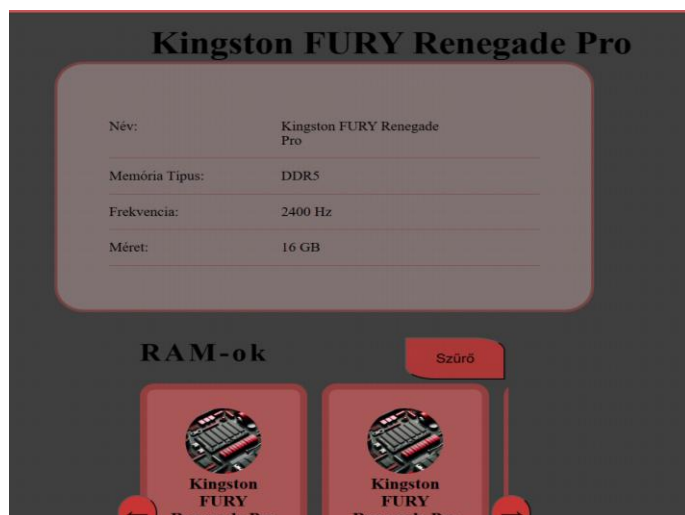 Kingston FURY Renegade Pro
Név: Kingston FURY Renegade
Pro
Memória Típus: DDR5
Frekvencia: 2400 Hz
Méret: 16 GB
RAM-ok
Szűrő
Kingston
FURY
Kingston
FURY